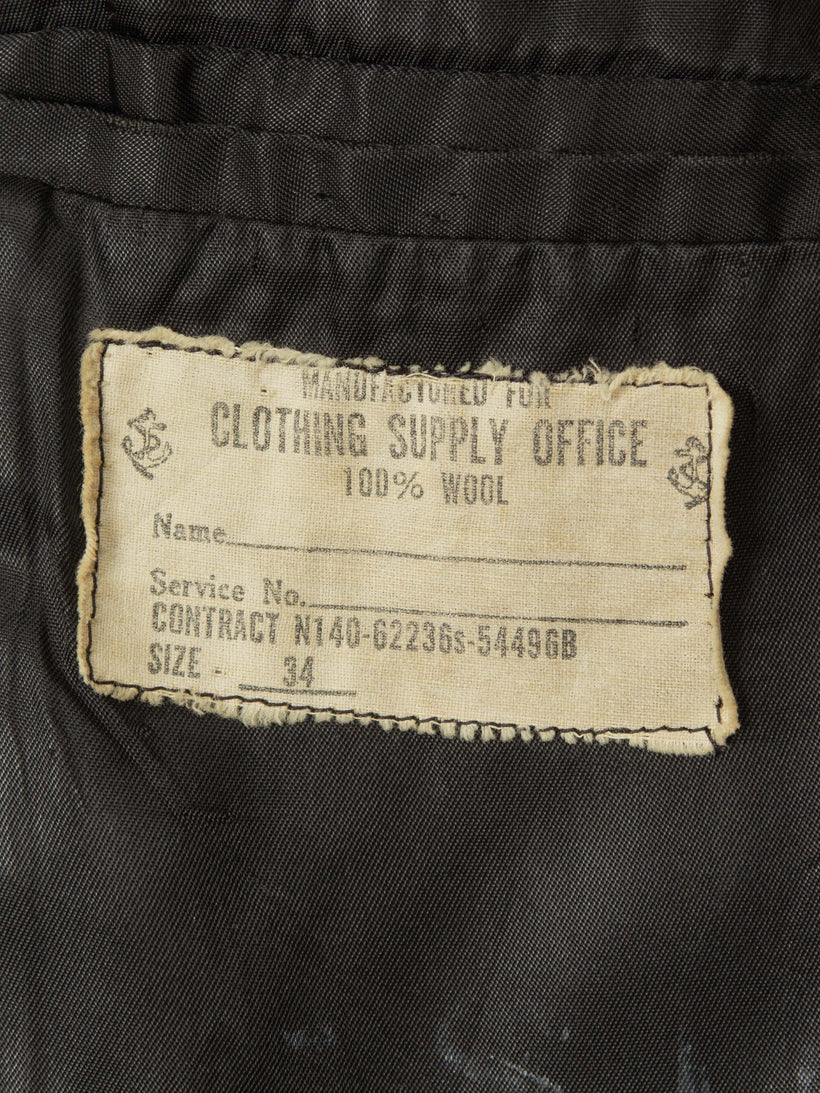 MANUFACTURED FOR
CLOTHING SUPPLY OFFICE
100% WOOL
Name
Service No.
CONTRACT N140-62236s-54496B
SIZE 34